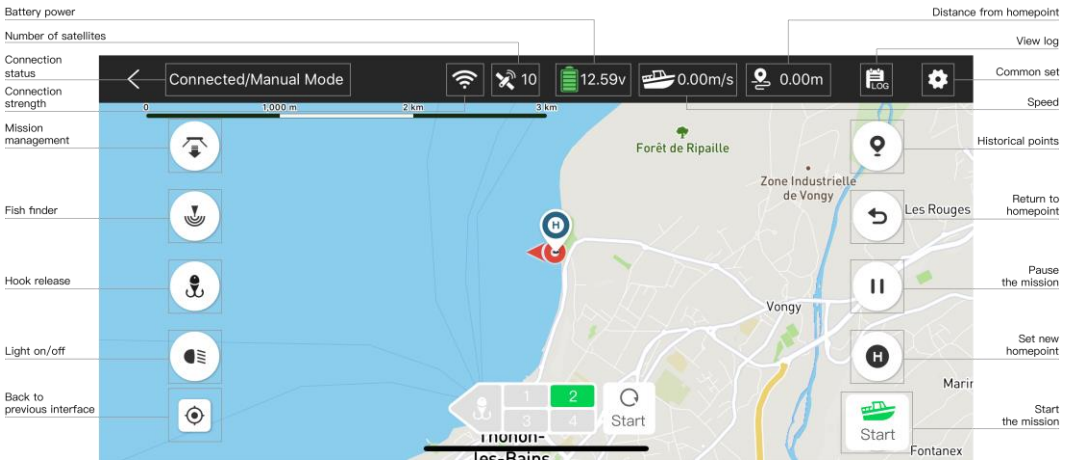 Battery power
Number of satellites
Connection
status
Connection
strength
Mission
management
Fish finder
Hook release
Light on/off
Back to
previous interface
Distance from homepoint
View log
Common set
Speed
Historical points
Return to
homepoint
Pause
the mission
Set new
homepoint
Start
the mission
Connected/Manual Mode
10
12.59v
0.00m/s
0.00m
LOG
0
1,000 m
2 km
3 km
Forêt de Ripaille
Zone Industrielle
de Vongy
Les Rouges
H
Vongy
H
Marin
1
2
3
4
Start
Start
Thonon-
les-Bains
Fontanex